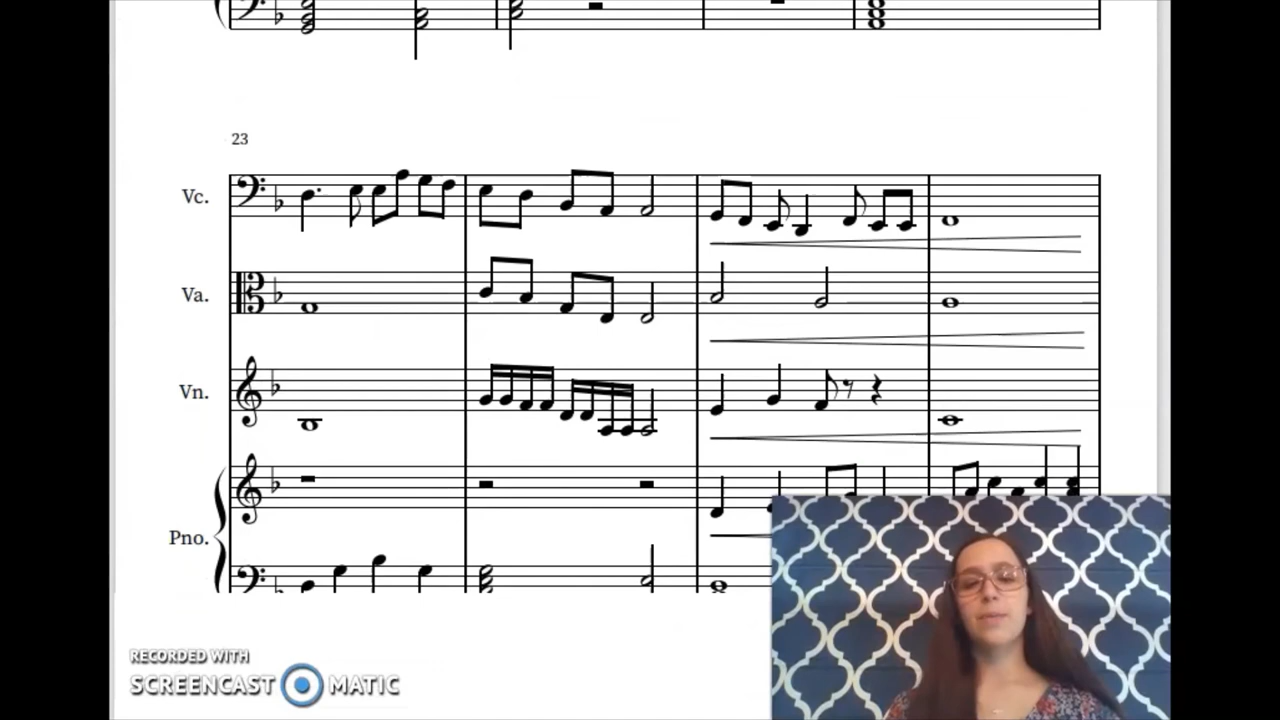 23
Vc.
Va.
Vn.
Pno.
RECORDED WITH
SCREENCAST MATIC